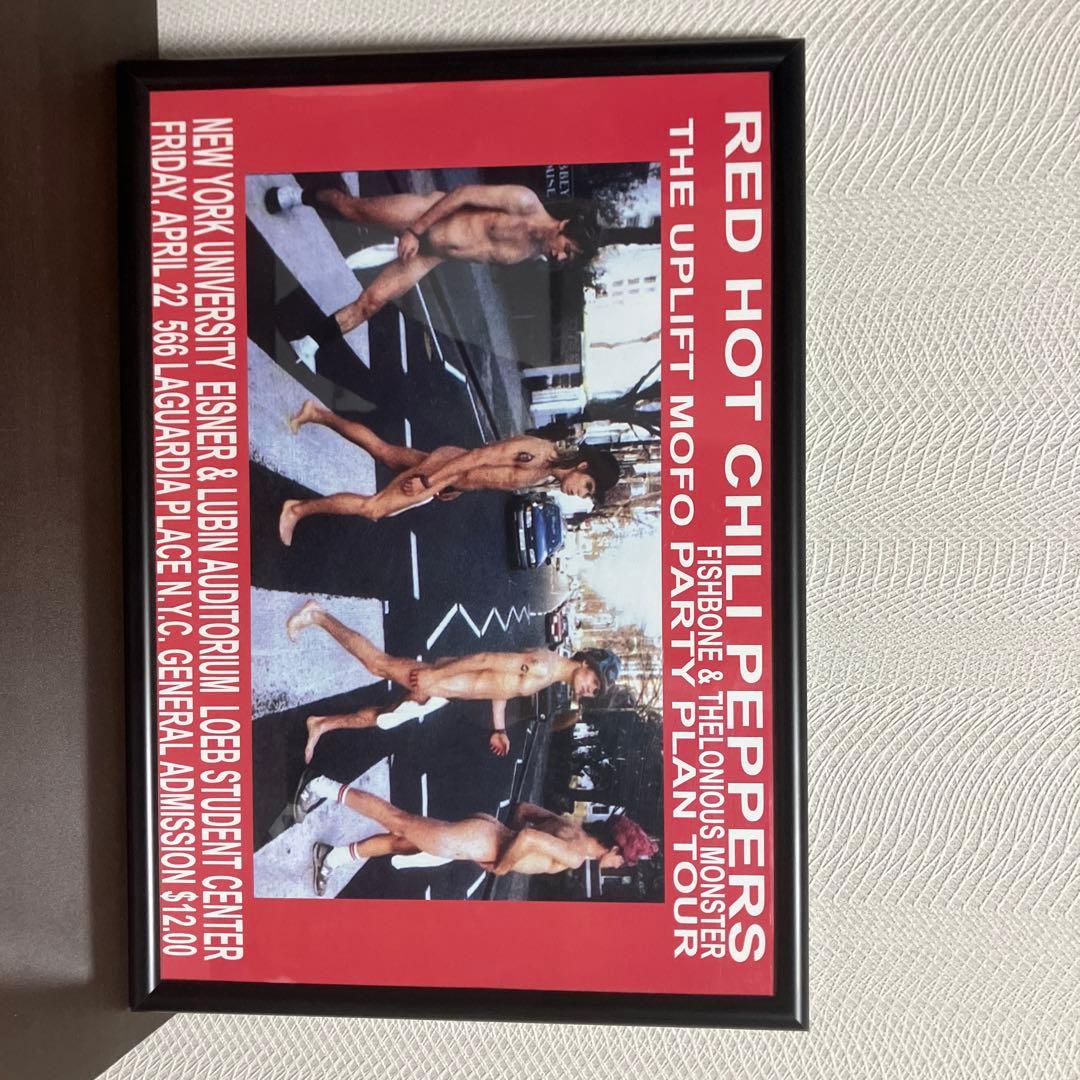 RED HOT CHILI PEPPERS
FISHBONE & THELONIOUS MONSTER
THE UPLIFT MOFO PARTY PLAN TOUR
NEW YORK UNIVERSITY EISNER & LUBIN AUDITORIUM LOEB STUDENT CENTER
FRIDAY, APRIL 22 566 LAGUARDIA PLACE N.Y.C. GENERAL ADMISSION $12.00